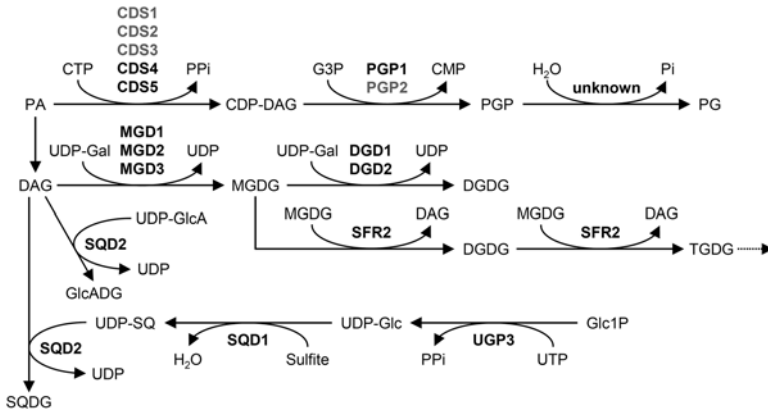 CDS1
CDS2
CDS3
CTP CDS4 PPi
CDS5
G3P PGP1 CMP
PGP2
H₂O unknown Pi
PA CDP-DAG PGP PG
MGD1
UDP-Gal MGD2 UDP
MGD3
UDP-Gal DGD1 UDP
DGD2
DAG MGDG DGDG
UDP-GlcA
SQD2
UDP
GlcADG
MGDG SFR2 DAG
DGDG
MGDG SFR2 DAG
TGDG
UDP-SQ UDP-Glc Glc1P
SQD2
UDP
H₂O SQD1 Sulfite
PPi UGP3 UTP
SQDG